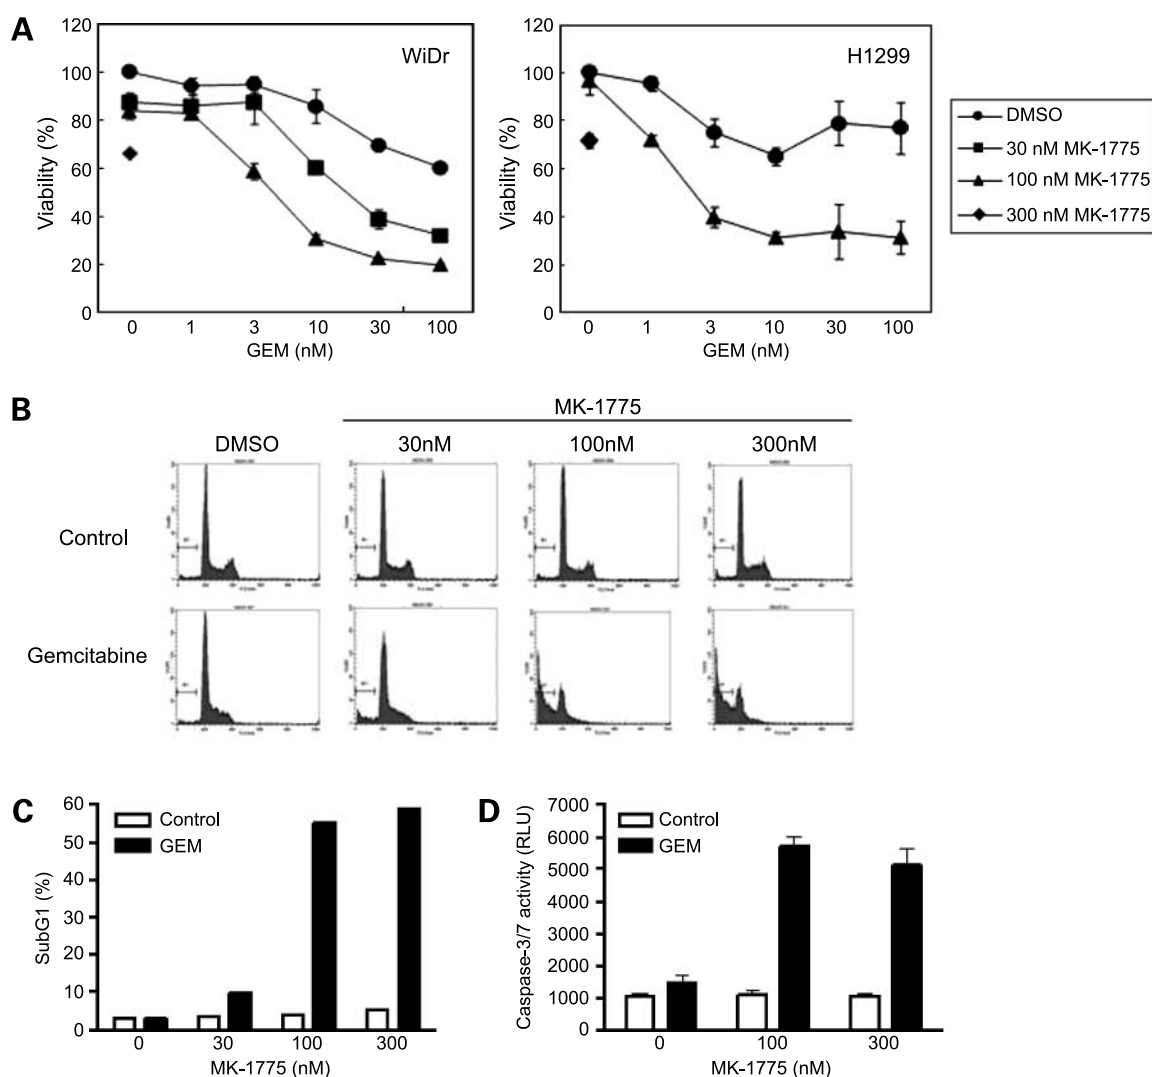 A
120
100
80
60
40
20
0
Viability (%)
WiDr
0 1 3 10 30 100
GEM (nM)
120
100
80
60
40
20
0
Viability (%)
H1299
0 1 3 10 30 100
GEM (nM)
DMSO
30 nM MK-1775
100 nM MK-1775
300 nM MK-1775
B
MK-1775
DMSO 30nM 100nM 300nM
Control
Gemcitabine
C
60
50
40
30
20
10
0
SubG1 (%)
Control
GEM
0 30 100 300
MK-1775 (nM)
D
7000
6000
5000
4000
3000
2000
1000
0
Caspase-3/7 activity (RLU)
Control
GEM
0 100 300
MK-1775 (nM)